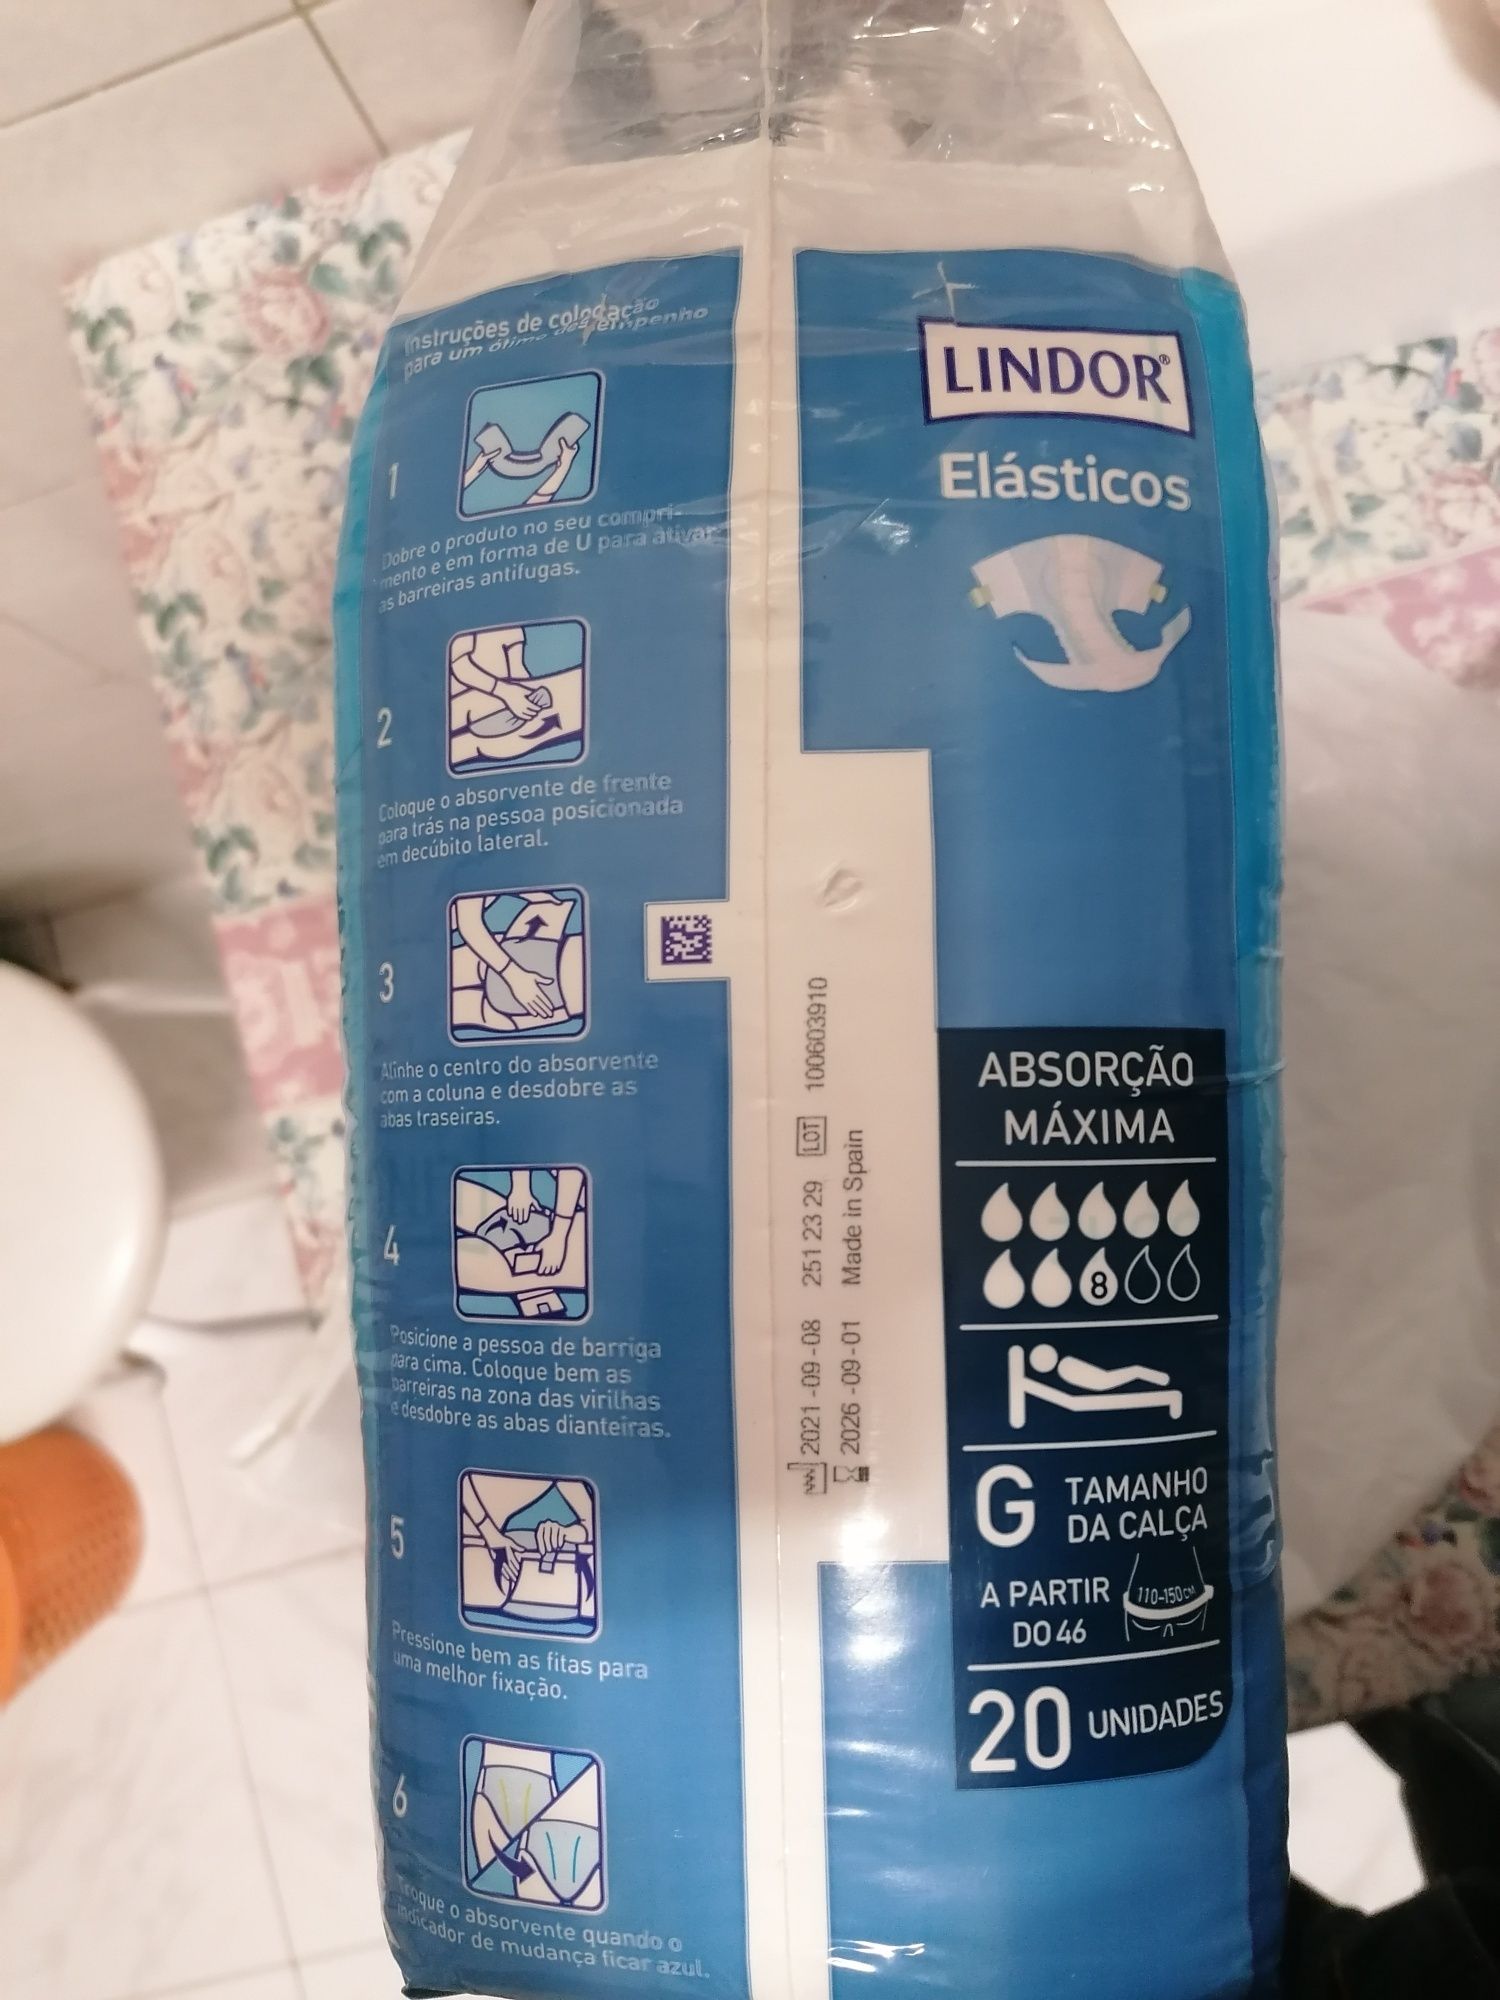 Instruções de colocação
para um ótimo desempenho
1
Dobre o produto no seu compri-
mento e em forma de U para ativar
as barreiras antifugas.
2
Coloque o absorvente de frente
para trás na pessoa posicionada
em decúbito lateral.
3
Alinhe o centro do absorvente
com a coluna e desdobre as
abas traseiras.
4
Posicione a pessoa de barriga
para cima. Coloque bem as
barreiras na zona das virilhas
e desdobre as abas dianteiras.
5
Pressione bem as fitas para
uma melhor fixação.
6
Troque o absorvente quando o
indicador de mudança ficar azul.
2021-09-08 251 23 29 LOT 100603910
2026-09-01 Made in Spain
LINDOR®
Elásticos
ABSORÇÃO
MÁXIMA
8
G TAMANHO
DA CALÇA
A PARTIR
DO 46
110-150CM
20 UNIDADES